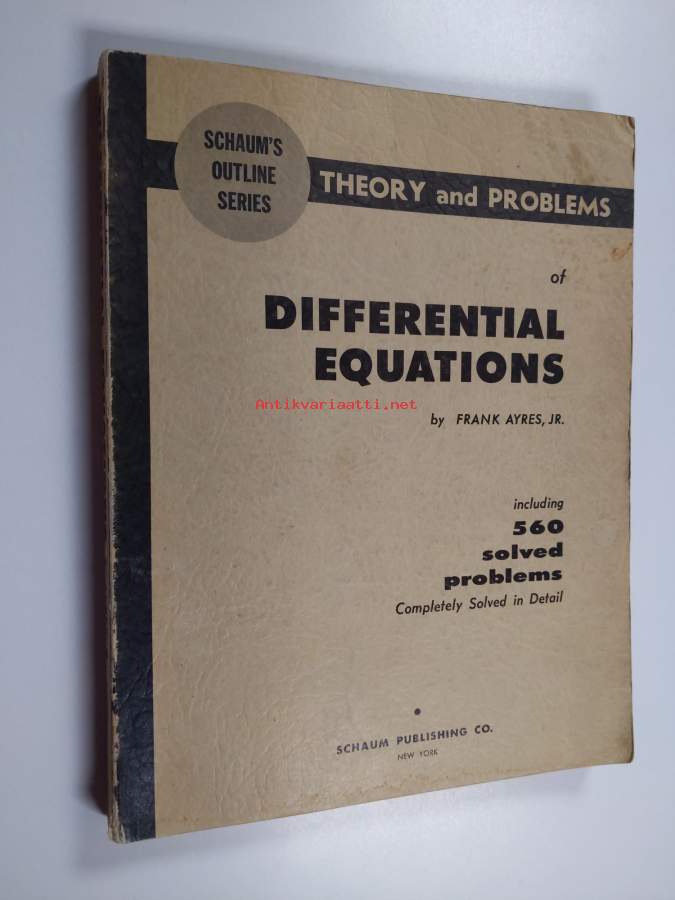 SCHAUM'S
OUTLINE
SERIES
THEORY and PROBLEMS
of
DIFFERENTIAL
EQUATIONS
Antikvariaatti.net
by FRANK AYRES, JR.
including
560
solved
problems
Completely Solved in Detail
SCHAUM PUBLISHING CO.
NEW YORK